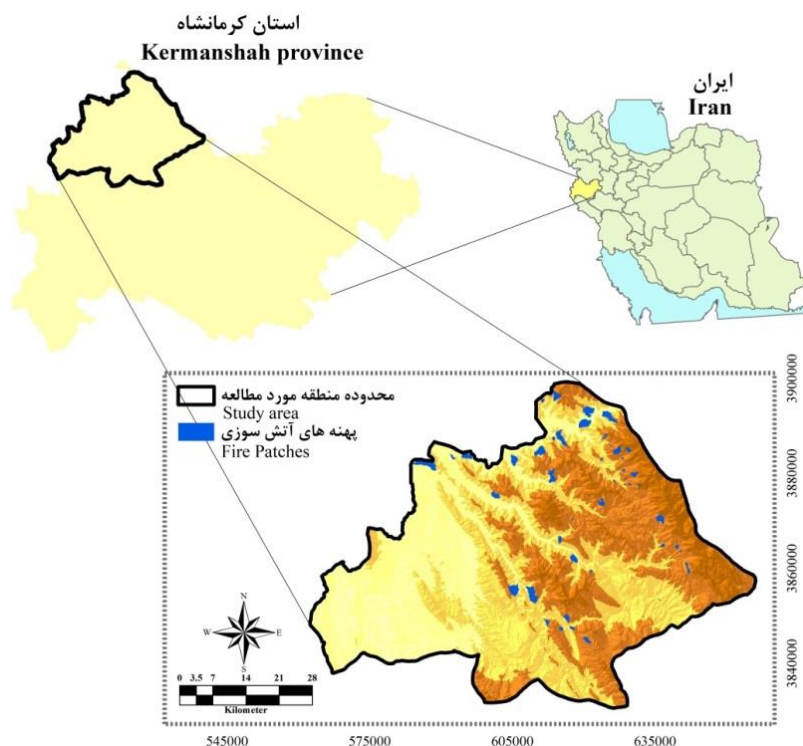 استان کرمانشاه
Kermanshah province
ایران
Iran
محدوده منطقه مورد مطالعه
Study area
پهنه های آتش سوزی
Fire Patches
N
W E
S
0 3.5 7 14 21 28
Kilometer
3900000
3880000
3860000
3840000
545000 575000 605000 635000